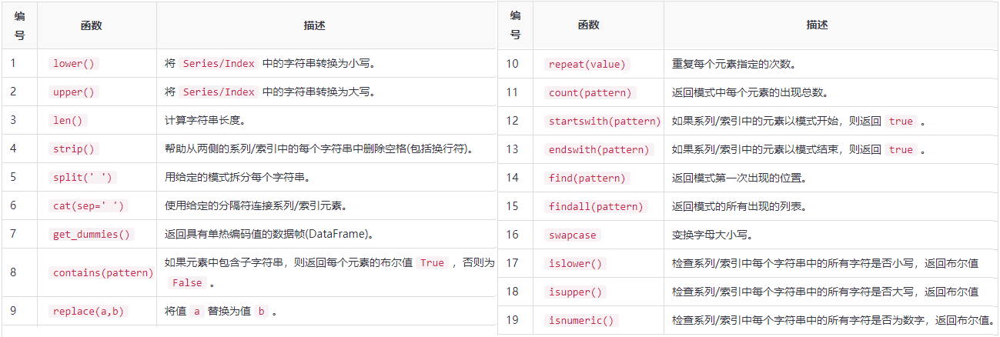 编号 函数 描述
1 lower() 将 Series/Index 中的字符串转换为小写。
2 upper() 将 Series/Index 中的字符串转换为大写。
3 len() 计算字符串长度。
4 strip() 帮助从两侧的系列/索引中的每个字符串中删除空格(包括换行符)。
5 split(' ') 用给定的模式拆分每个字符串。
6 cat(sep=' ') 使用给定的分隔符连接系列/索引元素。
7 get_dummies() 返回具有单热编码值的数据帧(DataFrame)。
8 contains(pattern) 如果元素中包含子字符串，则返回每个元素的布尔值 True ，否则为
False 。
9 replace(a,b) 将值 a 替换为值 b 。
编号 函数 描述
10 repeat(value) 重复每个元素指定的次数。
11 count(pattern) 返回模式中每个元素的出现总数。
12 startswith(pattern) 如果系列/索引中的元素以模式开始，则返回 true 。
13 endswith(pattern) 如果系列/索引中的元素以模式结束，则返回 true 。
14 find(pattern) 返回模式第一次出现的位置。
15 findall(pattern) 返回模式的所有出现的列表。
16 swapcase 变换字母大小写。
17 islower() 检查系列/索引中每个字符串中的所有字符是否小写，返回布尔值
18 isupper() 检查系列/索引中每个字符串中的所有字符是否大写，返回布尔值
19 isnumeric() 检查系列/索引中每个字符串中的所有字符是否为数字，返回布尔值。